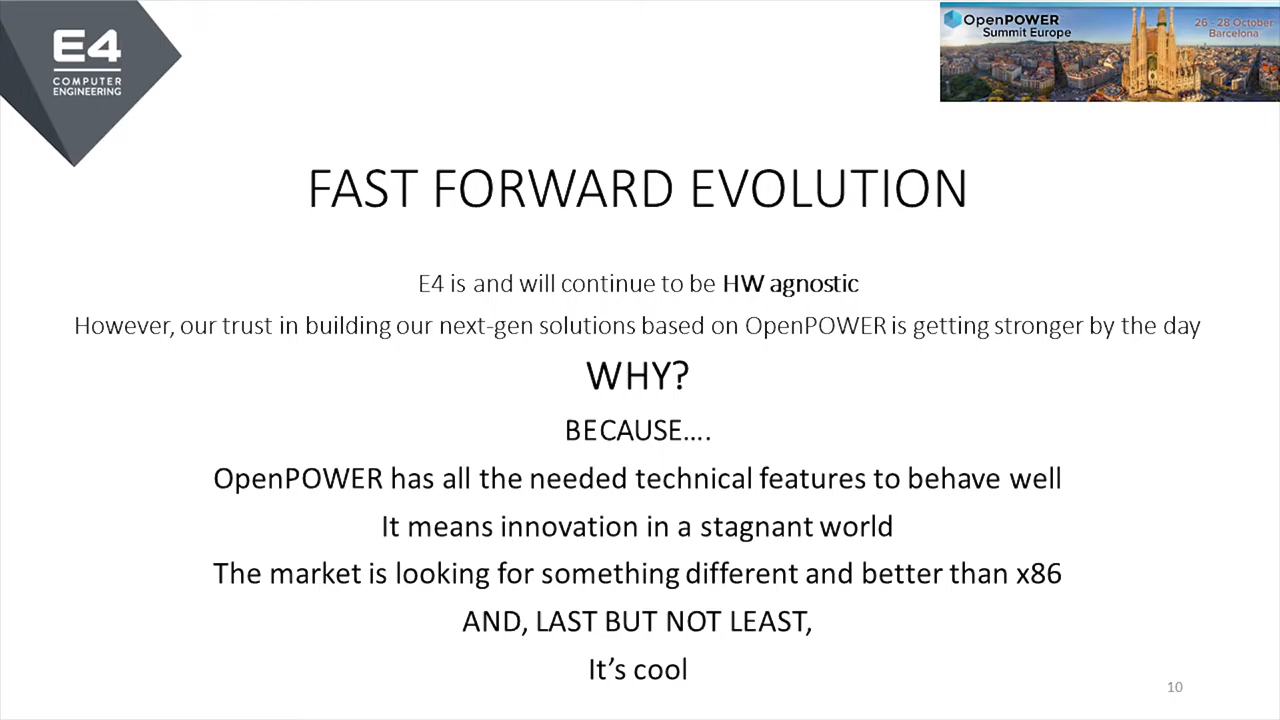 E4
COMPUTER
ENGINEERING
OpenPOWER
Summit Europe
26 - 28 October
Barcelona
FAST FORWARD EVOLUTION
E4 is and will continue to be HW agnostic
However, our trust in building our next-gen solutions based on OpenPOWER is getting stronger by the day
WHY?
BECAUSE....
OpenPOWER has all the needed technical features to behave well
It means innovation in a stagnant world
The market is looking for something different and better than x86
AND, LAST BUT NOT LEAST,
It’s cool
10